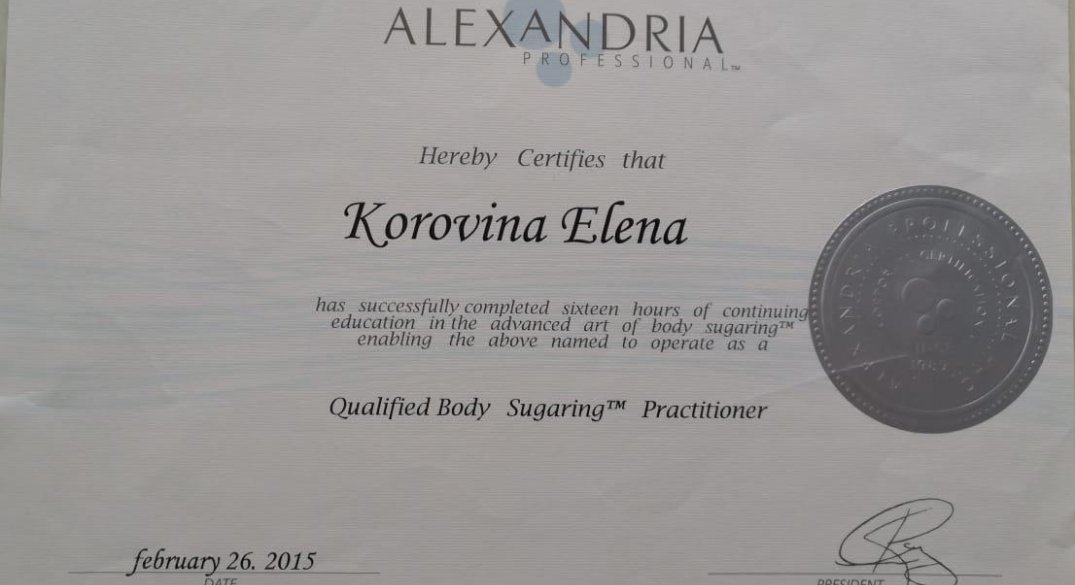 ALEXANDRIA
PROFESSIONAL™
Hereby Certifies that
Korovina Elena
has successfully completed sixteen hours of continuing
education in the advanced art of body sugaring™
enabling the above named to operate as a
Qualified Body Sugaring™ Practitioner
PROFESSIONAL
CERTIFICATION
february 26. 2015
DATE
PRESIDENT